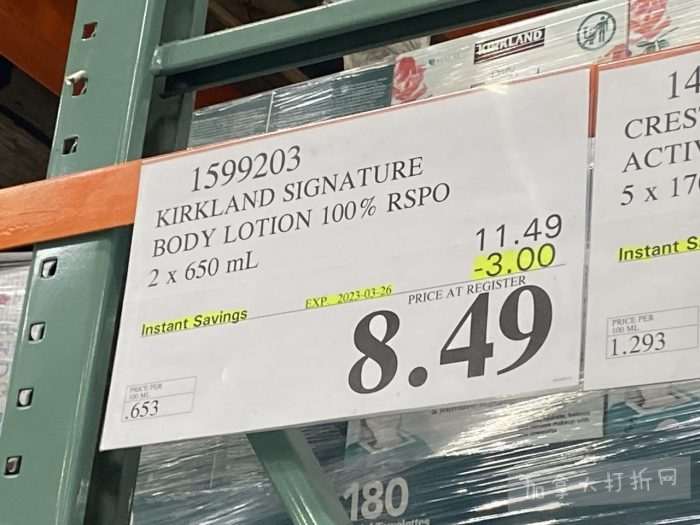 KIRKLAND
1599203
KIRKLAND SIGNATURE
BODY LOTION 100% RSPO
2 x 650 mL
11.49
-3.00
Instant Savings
EXP. 2023-03-26
PRICE AT REGISTER
8.49
PRICE PER
100 ML
.653
14
CRES
ACTIV
5 x 170
Instant S
PRICE PER
100 ML
1.293
180
加拿大打折网